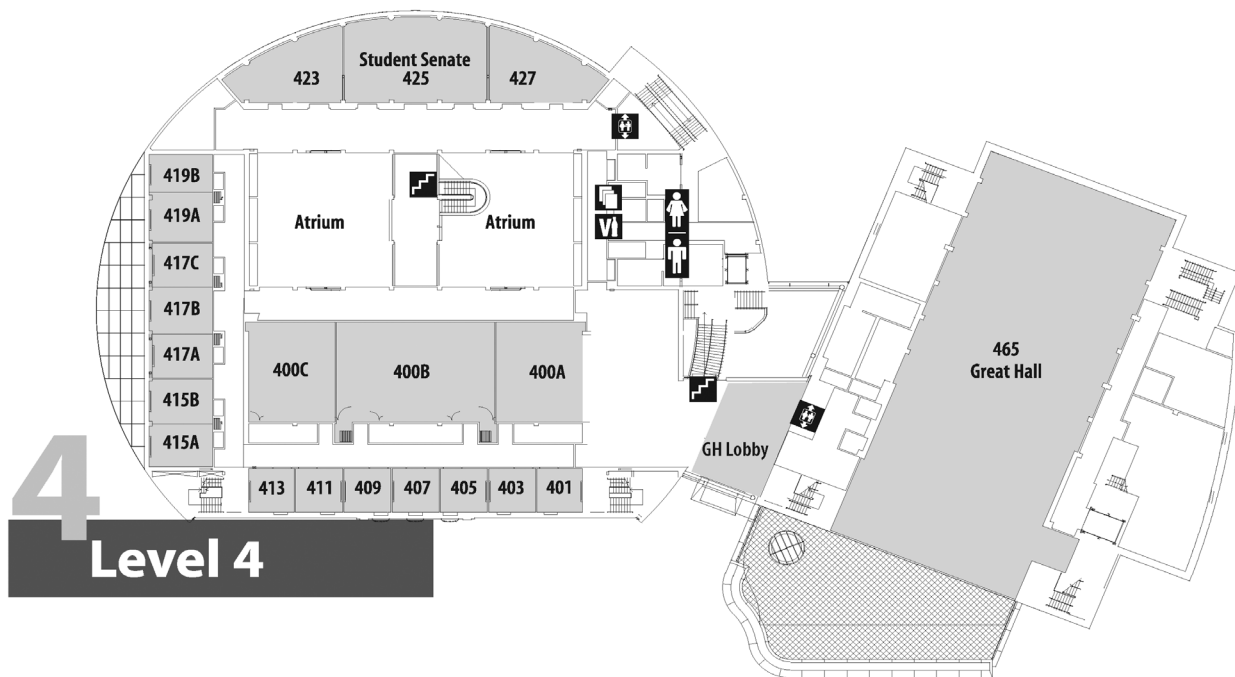 Student Senate
423
425
427
419B
419A
417C
417B
417A
415B
415A
Atrium
Atrium
400C
400B
400A
465
Great Hall
GH Lobby
413
411
409
407
405
403
401
4
Level 4